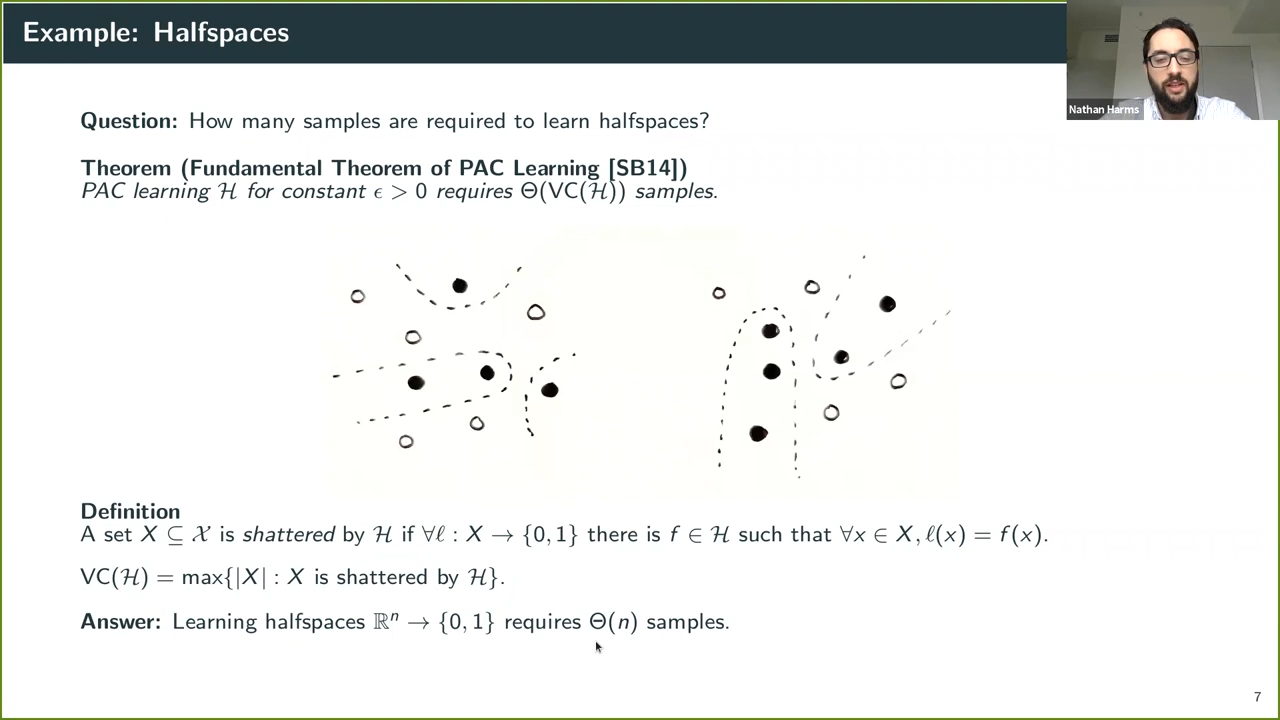 Example: Halfspaces
Nathan Harms
Question: How many samples are required to learn halfspaces?
Theorem (Fundamental Theorem of PAC Learning [SB14])
PAC learning ℋ for constant ϵ > 0 requires Θ(VC(ℋ)) samples.
Definition
A set X ⊆ 𝒳 is shattered by ℋ if ∀ℓ : X → {0, 1} there is f ∈ ℋ such that ∀x ∈ X, ℓ(x) = f(x).
VC(ℋ) = max{|X| : X is shattered by ℋ}.
Answer: Learning halfspaces ℝⁿ → {0, 1} requires Θ(n) samples.
7